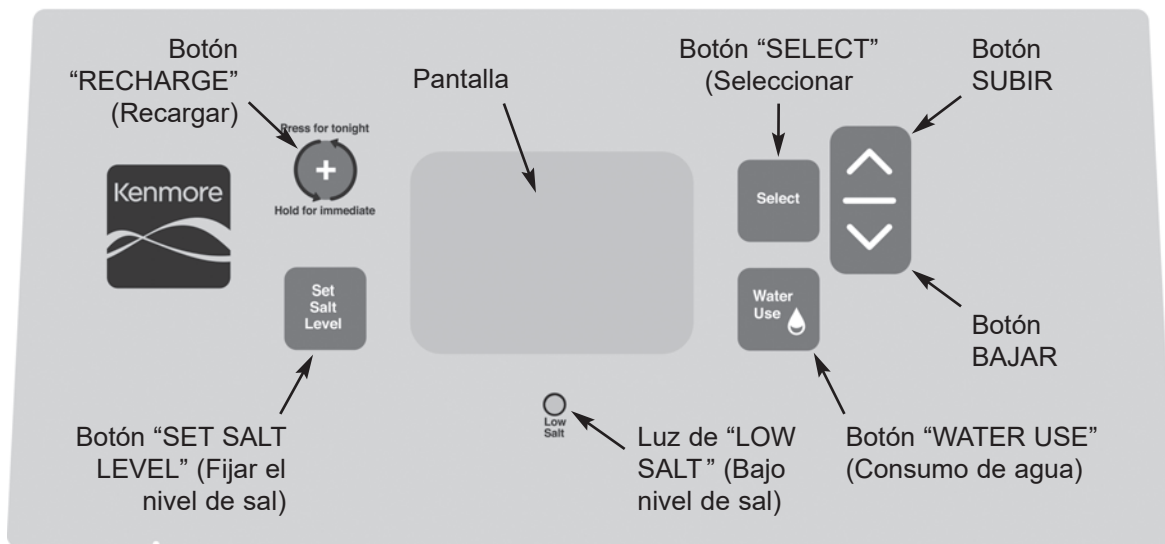 Botón
“RECHARGE”
(Recargar)
Pantalla
Botón “SELECT”
(Seleccionar
Botón
SUBIR
Press for tonight
+
Hold for immediate
Kenmore
Select
Set
Salt
Level
Water
Use
Botón
BAJAR
Low
Salt
Botón “SET SALT
LEVEL” (Fijar el
nivel de sal)
Luz de “LOW
SALT” (Bajo
nivel de sal)
Botón “WATER USE”
(Consumo de agua)